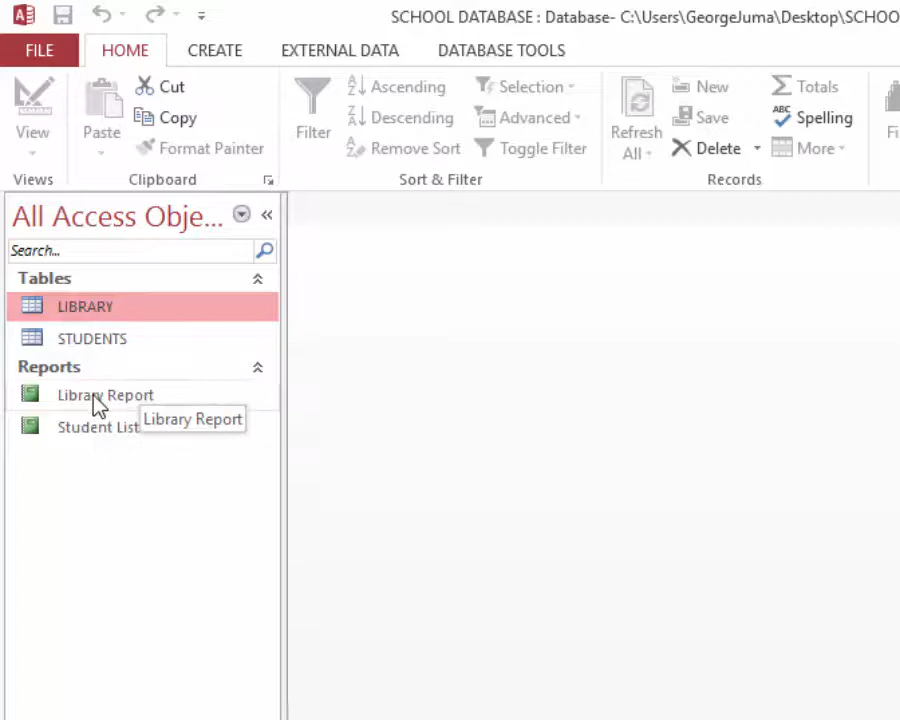 SCHOOL DATABASE : Database- C:\Users\GeorgeJuma\Desktop\SCHOO
FILE HOME CREATE EXTERNAL DATA DATABASE TOOLS
View
Views
Paste
Cut
Copy
Format Painter
Clipboard
Filter
Ascending
Descending
Remove Sort
Selection
Advanced
Toggle Filter
Sort & Filter
Refresh
All
New
Save
Delete
Totals
Spelling
More
Records
Fi
All Access Obje...
Search...
Tables
LIBRARY
STUDENTS
Reports
Library Report
Library Report
Student List